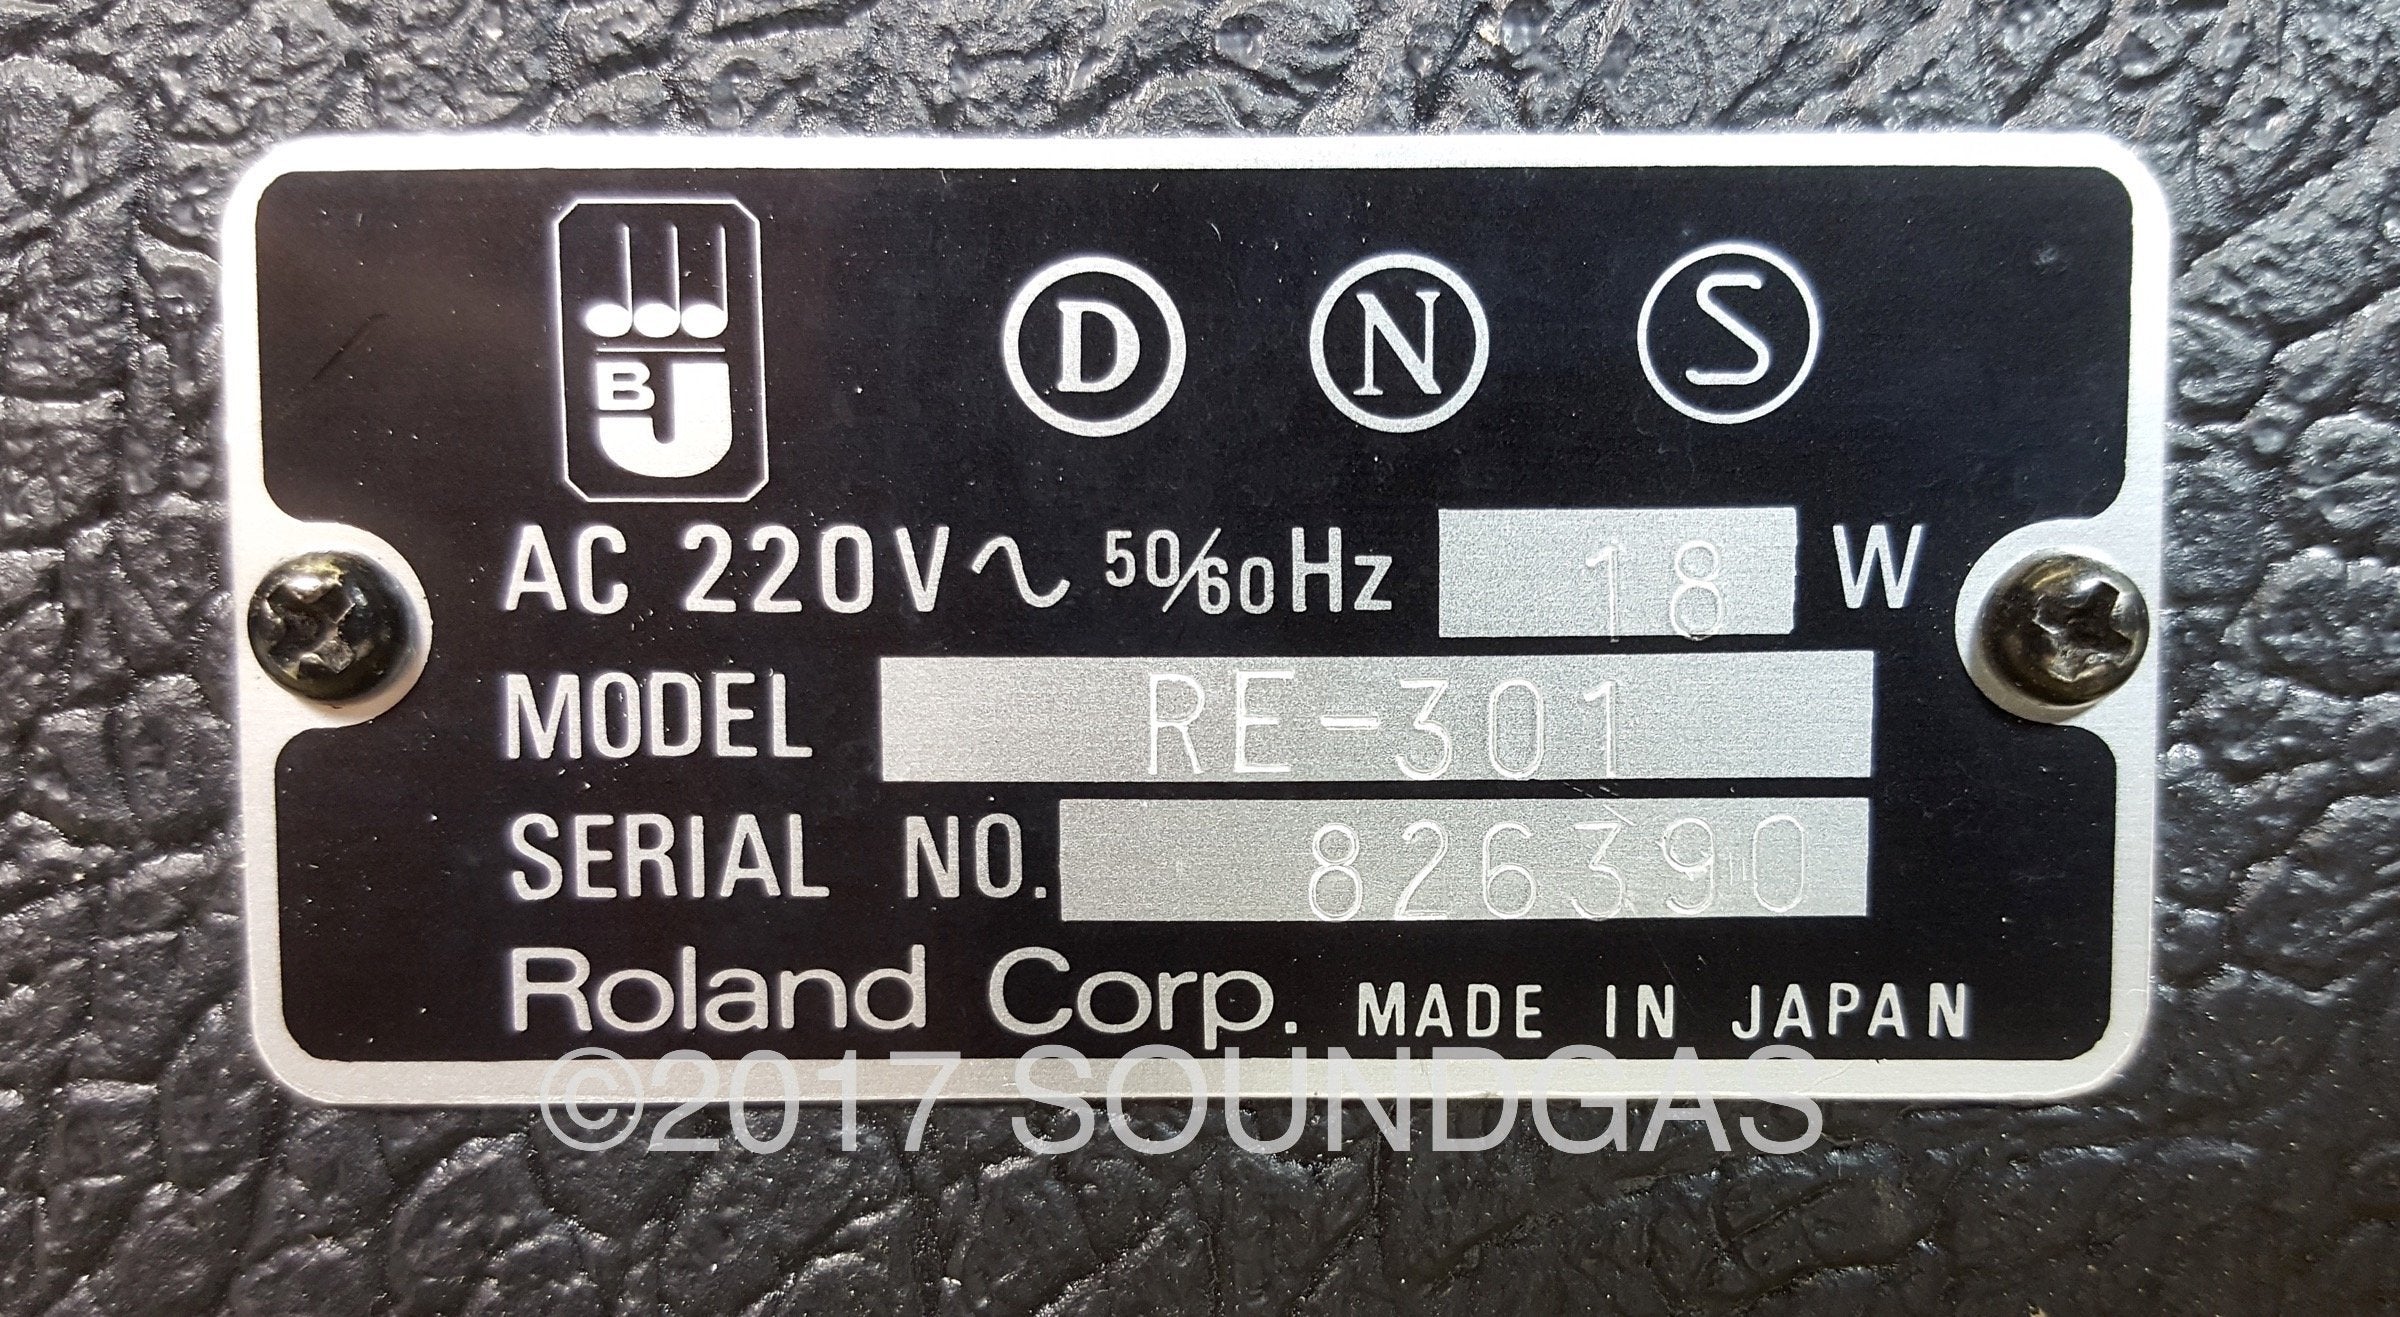 BJ
D N S
AC 220V ~ 50/60Hz 18 W
MODEL RE-301
SERIAL NO. 826390
Roland Corp. MADE IN JAPAN
©2017 SOUNDGAS